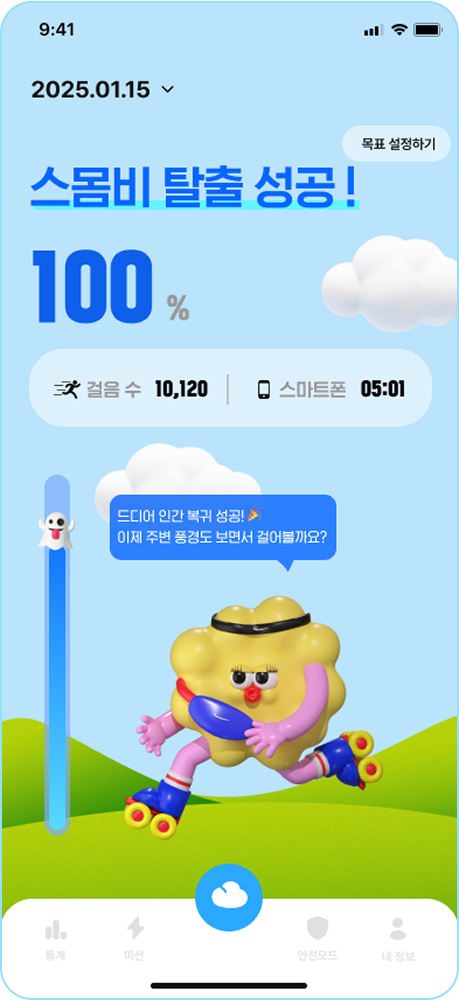 9:41
2025.01.15
목표 설정하기
스몸비 탈출 성공 !
100 %
걸음 수 10,120 스마트폰 05:01
드디어 인간 복귀 성공! 🎉
이제 주변 풍경도 보면서 걸어볼까요?
통계 미션 안전모드 내 정보